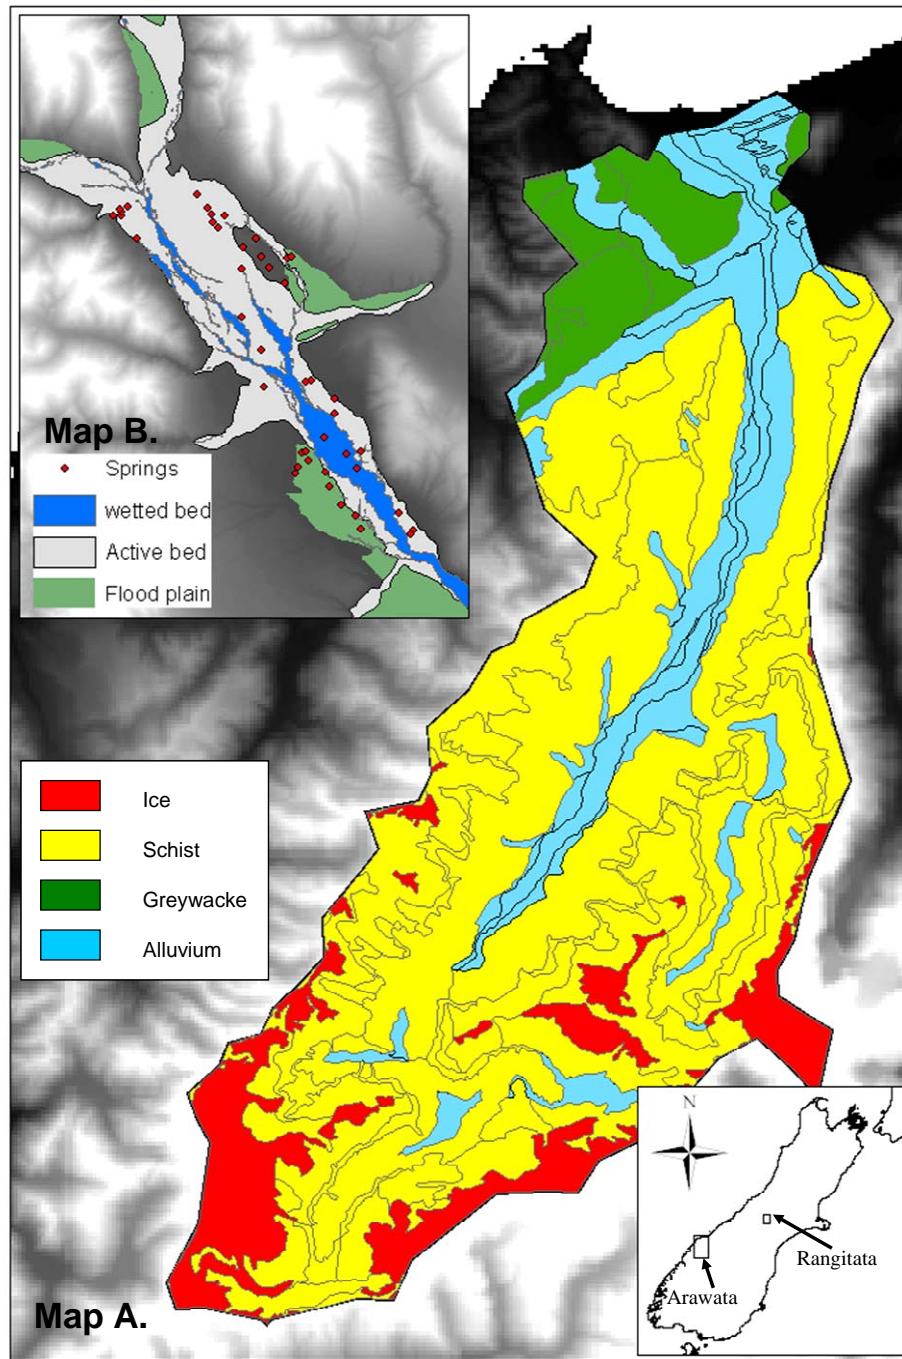 Map B.
Springs
wetted bed
Active bed
Flood plain
Ice
Schist
Greywacke
Alluvium
N
Rangitata
Arawata
Map A.